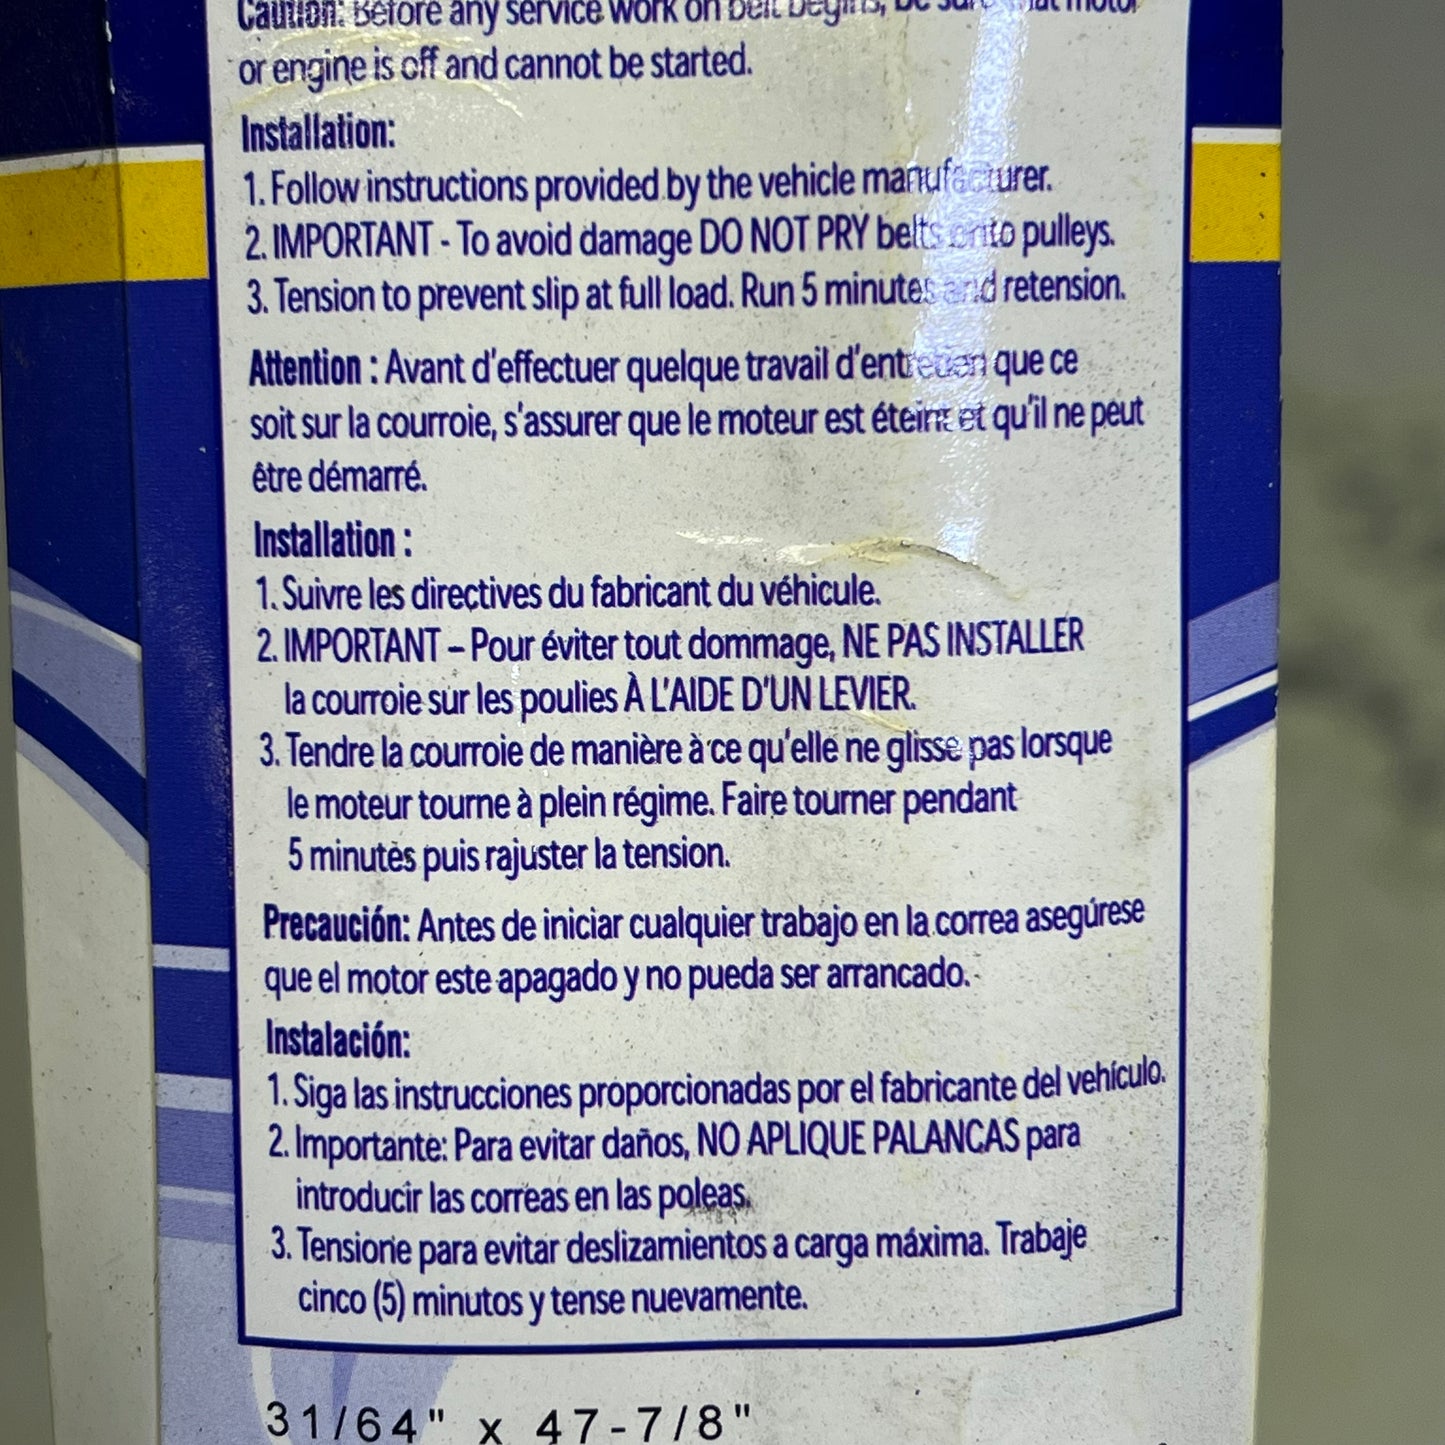 Caution: Before any service work on belt begins, be sure that motor
or engine is off and cannot be started.
Installation:
1. Follow instructions provided by the vehicle manufacturer.
2. IMPORTANT - To avoid damage DO NOT PRY belts onto pulleys.
3. Tension to prevent slip at full load. Run 5 minutes and retension.
Attention : Avant d'effectuer quelque travail d'entretien que ce
soit sur la courroie, s'assurer que le moteur est éteint et qu'il ne peut
être démarré.
Installation :
1. Suivre les directives du fabricant du véhicule.
2. IMPORTANT – Pour éviter tout dommage, NE PAS INSTALLER
la courroie sur les poulies À L'AIDE D'UN LEVIER.
3. Tendre la courroie de manière à ce qu'elle ne glisse pas lorsque
le moteur tourne à plein régime. Faire tourner pendant
5 minutes puis rajuster la tension.
Precaución: Antes de iniciar cualquier trabajo en la correa asegúrese
que el motor este apagado y no pueda ser arrancado.
Instalación:
1. Siga las instrucciones proporcionadas por el fabricante del vehículo.
2. Importante: Para evitar daños, NO APLIQUE PALANCAS para
introducir las correas en las poleas.
3. Tensione para evitar deslizamientos a carga máxima. Trabaje
cinco (5) minutos y tense nuevamente.
31/64" x 47-7/8"